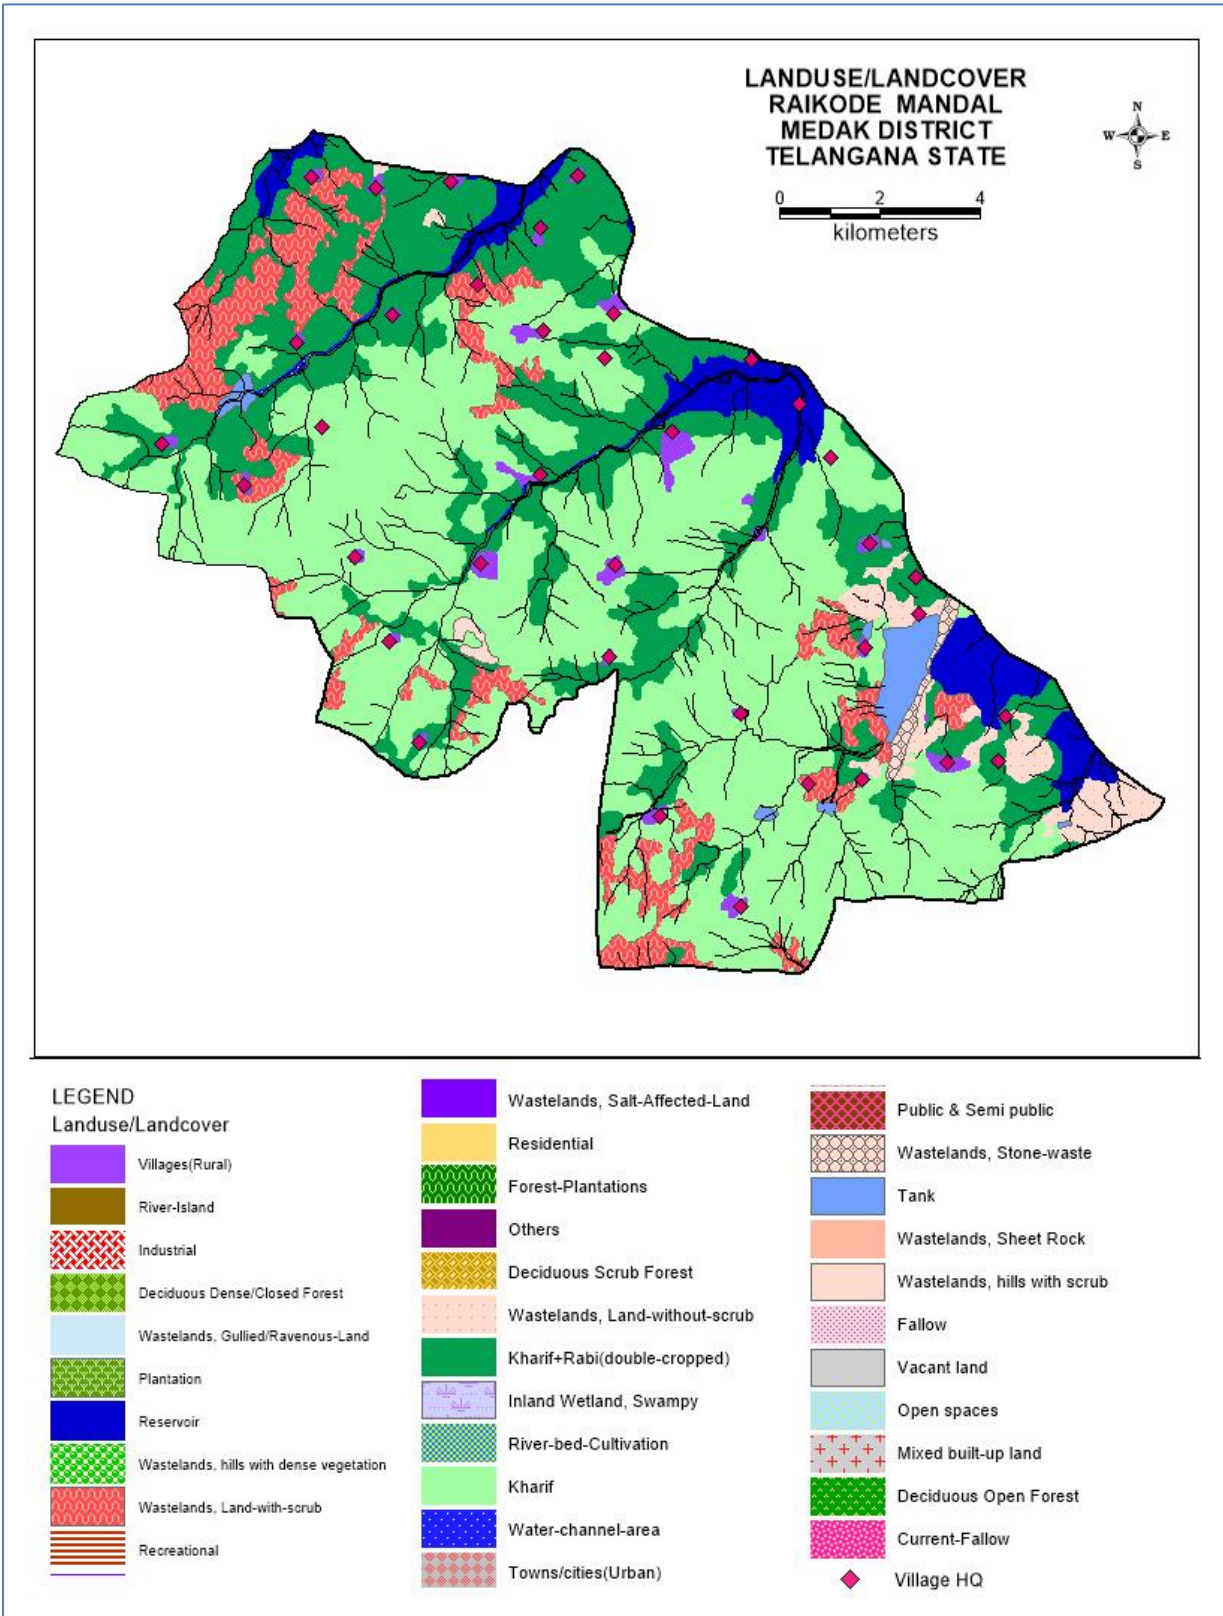 LANDUSE/LANDCOVER
RAIKODE MANDAL
MEDAK DISTRICT
TELANGANA STATE
N
W E
S
0 2 4
kilometers
LEGEND
Landuse/Landcover
Villages(Rural)
River-Island
Industrial
Deciduous Dense/Closed Forest
Wastelands, Gullied/Ravenous-Land
Plantation
Reservoir
Wastelands, hills with dense vegetation
Wastelands, Land-with-scrub
Recreational
Wastelands, Salt-Affected-Land
Residential
Forest-Plantations
Others
Deciduous Scrub Forest
Wastelands, Land-without-scrub
Kharif+Rabi(double-cropped)
Inland Wetland, Swampy
River-bed-Cultivation
Kharif
Water-channel-area
Towns/cities(Urban)
Public & Semi public
Wastelands, Stone-waste
Tank
Wastelands, Sheet Rock
Wastelands, hills with scrub
Fallow
Vacant land
Open spaces
Mixed built-up land
Deciduous Open Forest
Current-Fallow
Village HQ